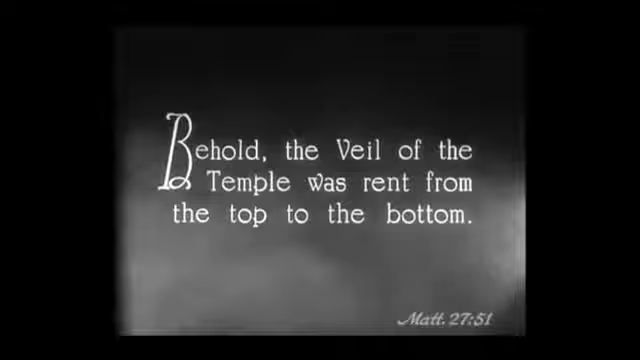 Behold, the Veil of the
Temple was rent from
the top to the bottom.
Matt. 27:51